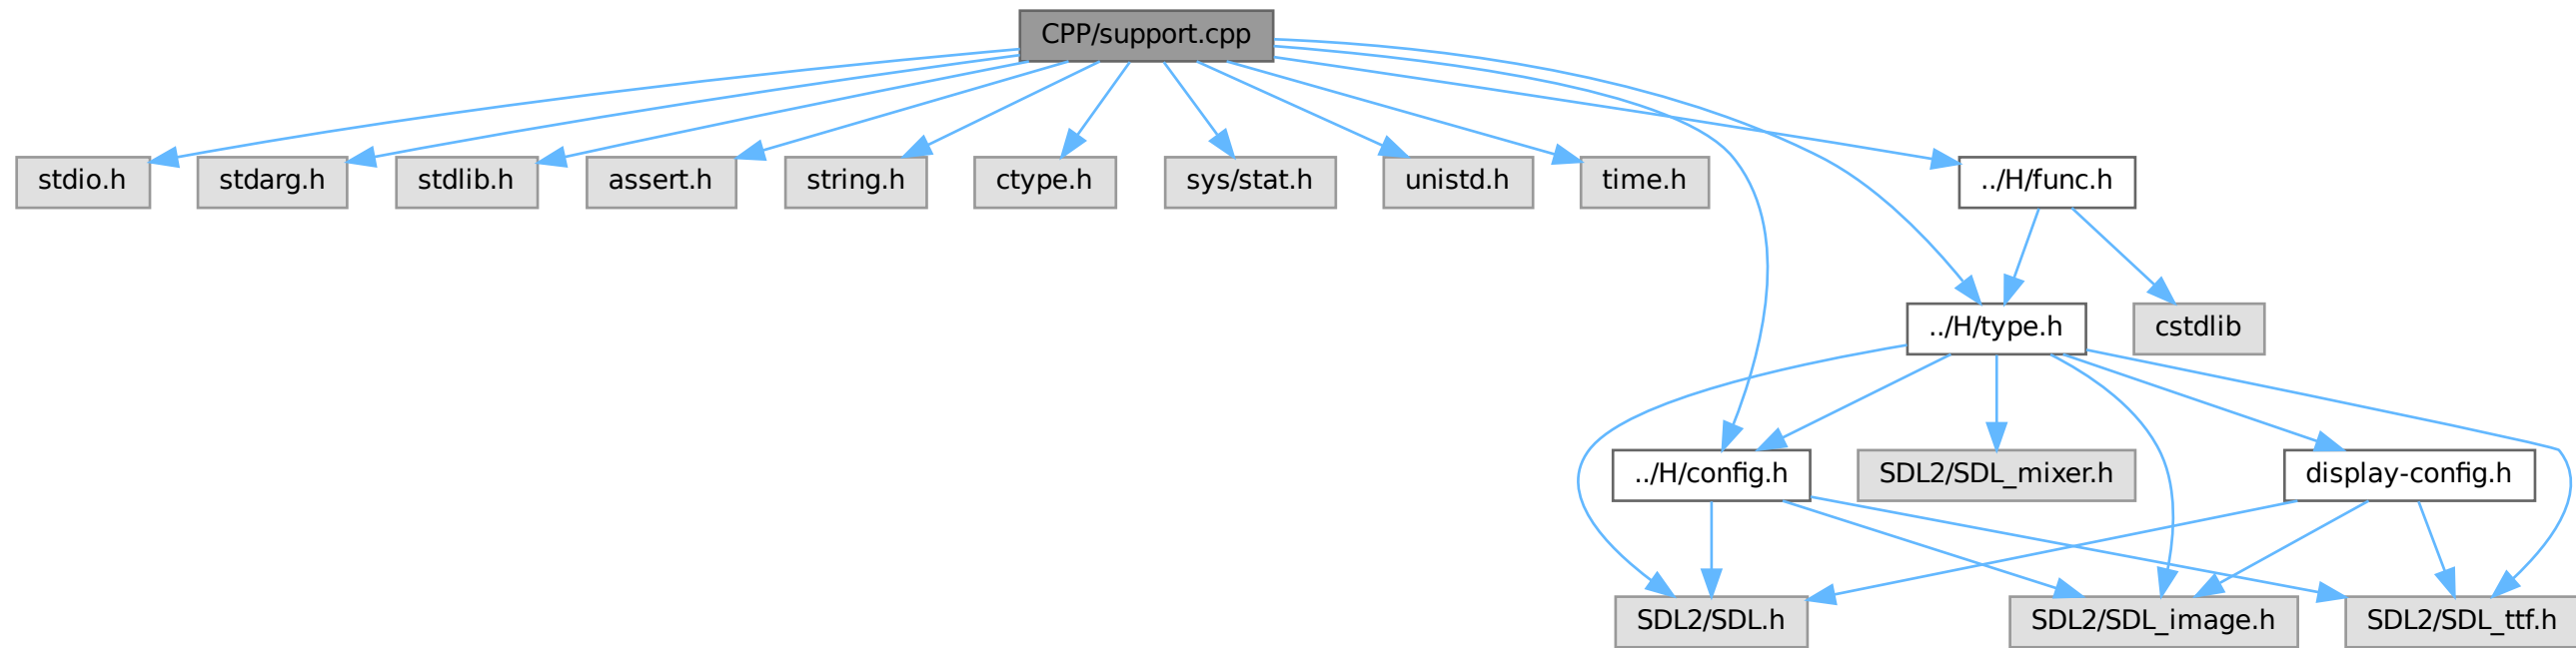 CPP/support.cpp
stdio.h
stdarg.h
stdlib.h
assert.h
string.h
ctype.h
sys/stat.h
unistd.h
time.h
../H/func.h
../H/type.h
cstdlib
../H/config.h
SDL2/SDL_mixer.h
display-config.h
SDL2/SDL.h
SDL2/SDL_image.h
SDL2/SDL_ttf.h